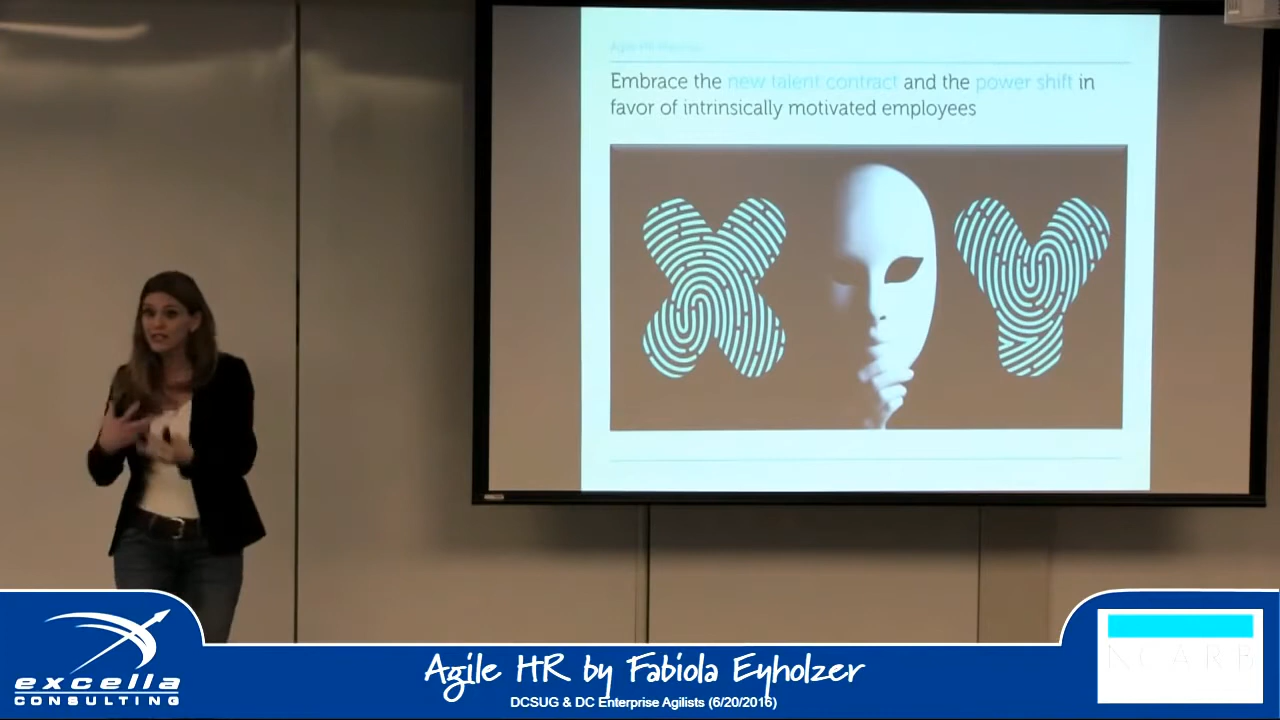 Embrace the new talent contract and the power shift in
favor of intrinsically motivated employees
X Y
excella
CONSULTING
Agile HR by Fabiola Eyholzer
DCSUG & DC Enterprise Agilists (6/20/2016)
NCARB